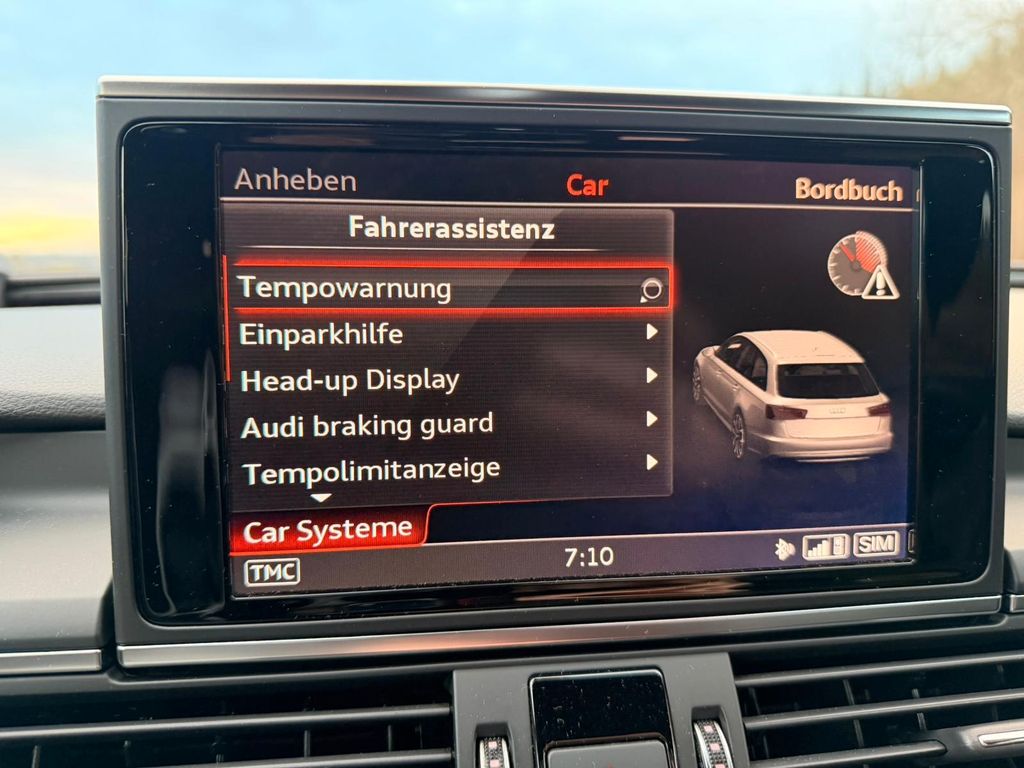 Anheben Car Bordbuch
Fahrerassistenz
Tempowarnung
Einparkhilfe
Head-up Display
Audi braking guard
Tempolimitanzeige
Car Systeme
TMC 7:10 SIM